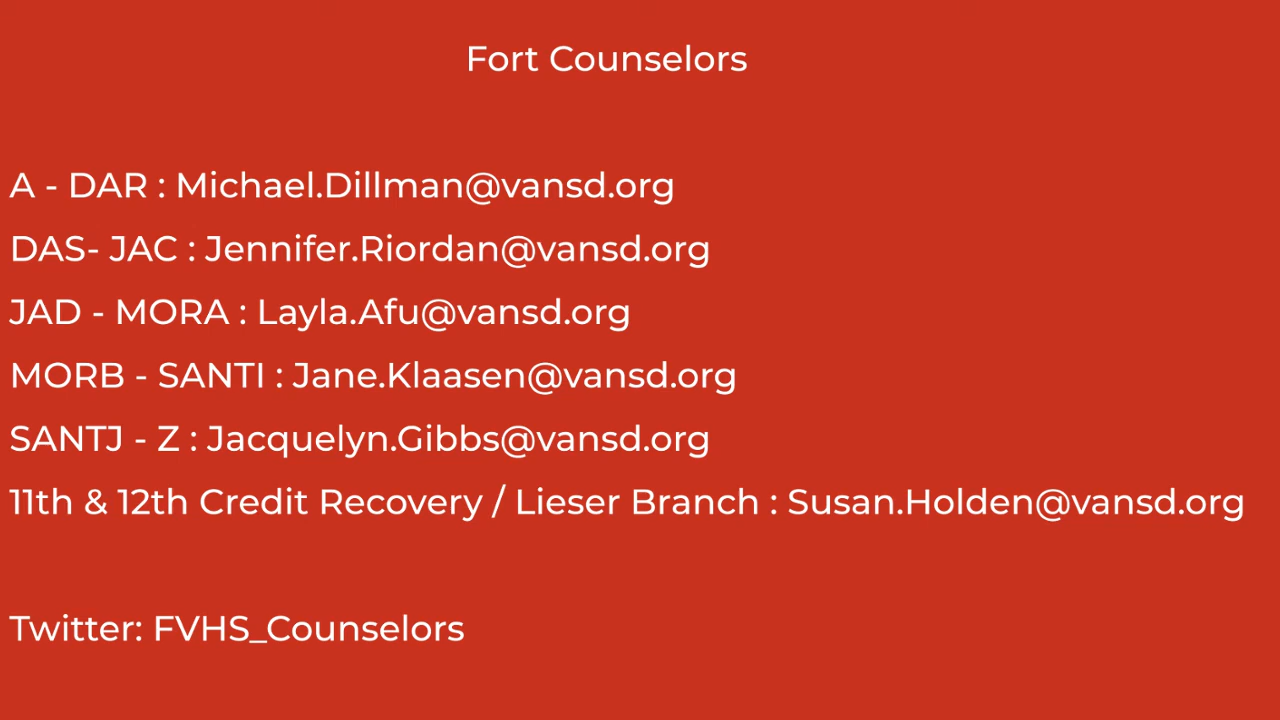 Fort Counselors
A - DAR : Michael.Dillman@vansd.org
DAS- JAC : Jennifer.Riordan@vansd.org
JAD - MORA : Layla.Afu@vansd.org
MORB - SANTI : Jane.Klaasen@vansd.org
SANTJ - Z : Jacquelyn.Gibbs@vansd.org
11th & 12th Credit Recovery / Lieser Branch : Susan.Holden@vansd.org
Twitter: FVHS_Counselors